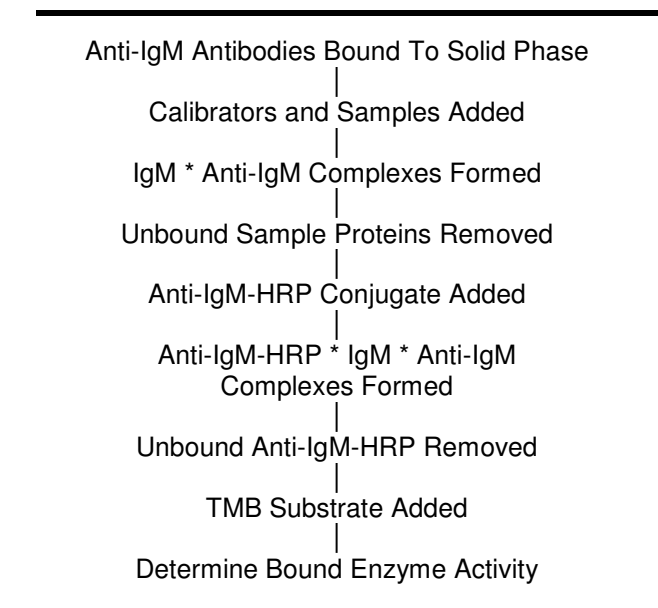 Anti-IgM Antibodies Bound To Solid Phase
Calibrators and Samples Added
IgM * Anti-IgM Complexes Formed
Unbound Sample Proteins Removed
Anti-IgM-HRP Conjugate Added
Anti-IgM-HRP * IgM * Anti-IgM
Complexes Formed
Unbound Anti-IgM-HRP Removed
TMB Substrate Added
Determine Bound Enzyme Activity